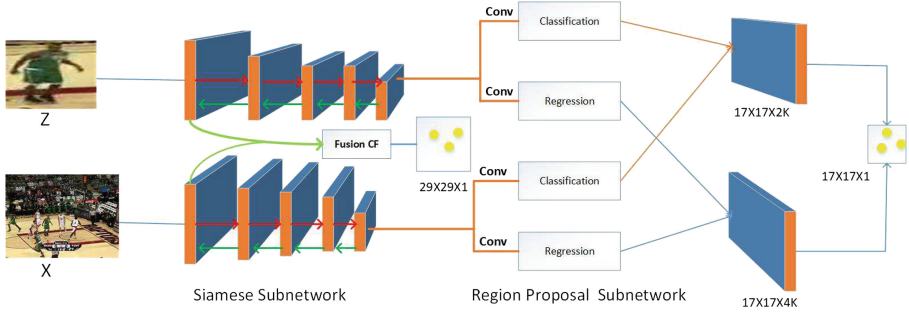 Conv
Classification
Z
Conv
Regression
17X17X2K
Fusion CF
29X29X1
17X17X1
X
Conv
Classification
Conv
Regression
17X17X4K
Siamese Subnetwork
Region Proposal Subnetwork